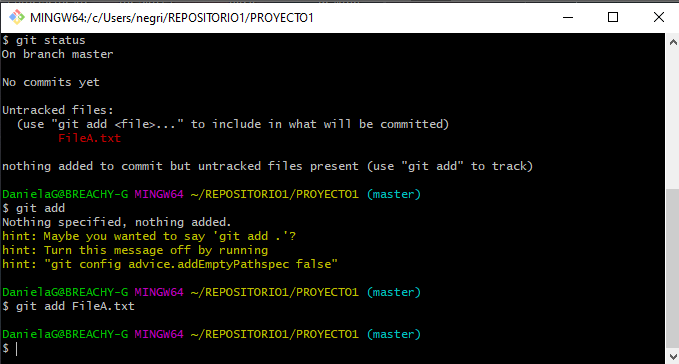 MINGW64:/c/Users/negri/REPOSITORIO1/PROYECTO1
$ git status
On branch master
No commits yet
Untracked files:
(use "git add <file>..." to include in what will be committed)
FileA.txt
nothing added to commit but untracked files present (use "git add" to track)
DanielaG@BREACHY-G MINGW64 ~/REPOSITORIO1/PROYECTO1 (master)
$ git add
Nothing specified, nothing added.
hint: Maybe you wanted to say 'git add .'?
hint: Turn this message off by running
hint: "git config advice.addEmptyPathspec false"
DanielaG@BREACHY-G MINGW64 ~/REPOSITORIO1/PROYECTO1 (master)
$ git add FileA.txt
DanielaG@BREACHY-G MINGW64 ~/REPOSITORIO1/PROYECTO1 (master)
$